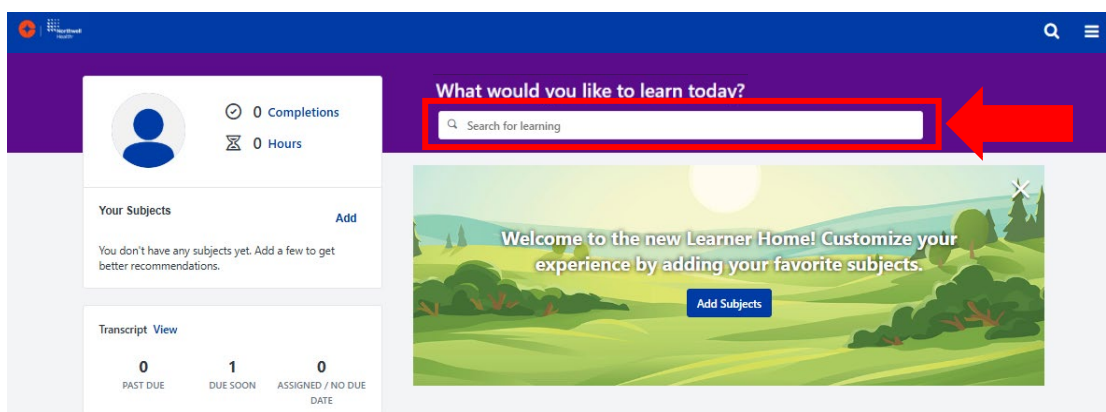 Northwell
Health
What would you like to learn today?
Search for learning
0 Completions
0 Hours
Your Subjects
Add
You don't have any subjects yet. Add a few to get
better recommendations.
Welcome to the new Learner Home! Customize your
experience by adding your favorite subjects.
Add Subjects
Transcript View
0
PAST DUE
1
DUE SOON
0
ASSIGNED / NO DUE
DATE